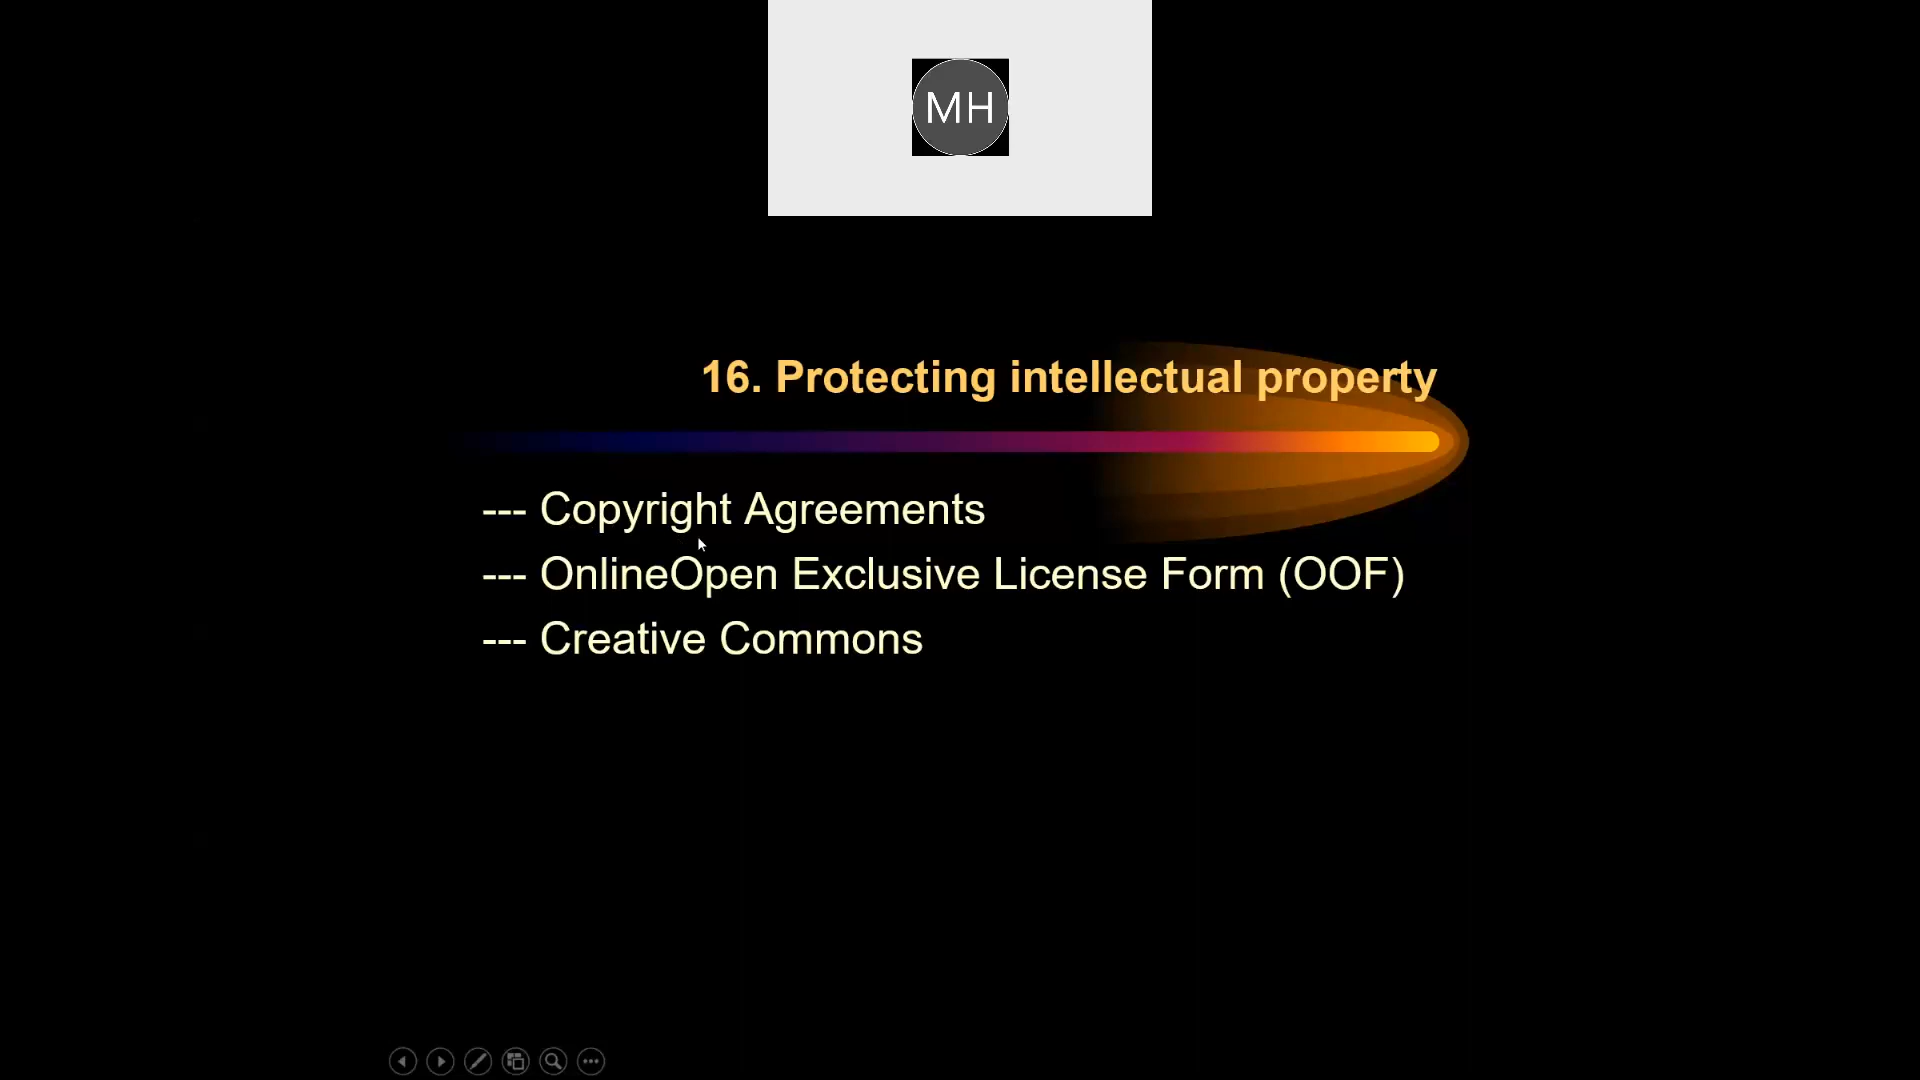 MH
16. Protecting intellectual property
--- Copyright Agreements
--- OnlineOpen Exclusive License Form (OOF)
--- Creative Commons